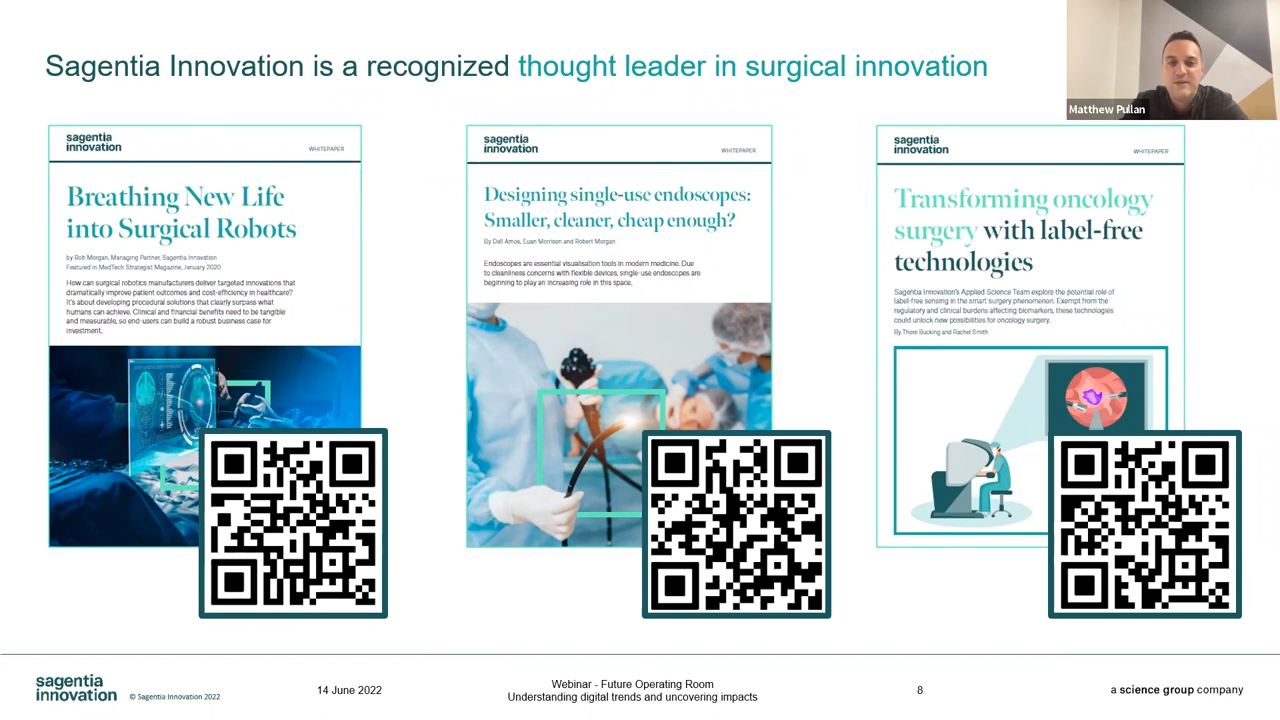 Sagentia Innovation is a recognized thought leader in surgical innovation
Matthew Pullan
sagentia
innovation
WHITEPAPER
Breathing New Life
into Surgical Robots
by Rob Morgan, Managing Partner, Sagentia Innovation
Featured in MedTech Strategist Magazine, January 2020
How can surgical robots manufacturers deliver targeted innovations that
dramatically improve patient outcomes and cost-efficiency in healthcare?
It's about developing procedural solutions that clearly surpass what
humans can achieve. Clinical and financial benefits need to be tangible
and measurable, so end-users can build a robust business case for
investment.
sagentia
innovation
WHITEPAPER
Designing single-use endoscopes:
Smaller, cleaner, cheap enough?
By Dell Amos, Euan Morrison and Robert Morgan
Endoscopes are essential visualisation tools in modern medicine. Due
to cleanliness concerns with flexible devices, single-use endoscopes are
beginning to play an increasing role in this space.
sagentia
innovation
WHITEPAPER
Transforming oncology
surgery with label-free
technologies
Sagentia Innovation's Applied Science Team explore the potential role of
label-free sensing in the smart surgery phenomenon. Exempt from the
regulatory and clinical burdens affecting biomarkers, these technologies
could unlock new possibilities for oncology surgery.
By Thore Bucking and Rachel Smith
sagentia
innovation
© Sagentia Innovation 2022
14 June 2022
Webinar - Future Operating Room
Understanding digital trends and uncovering impacts
8
a science group company